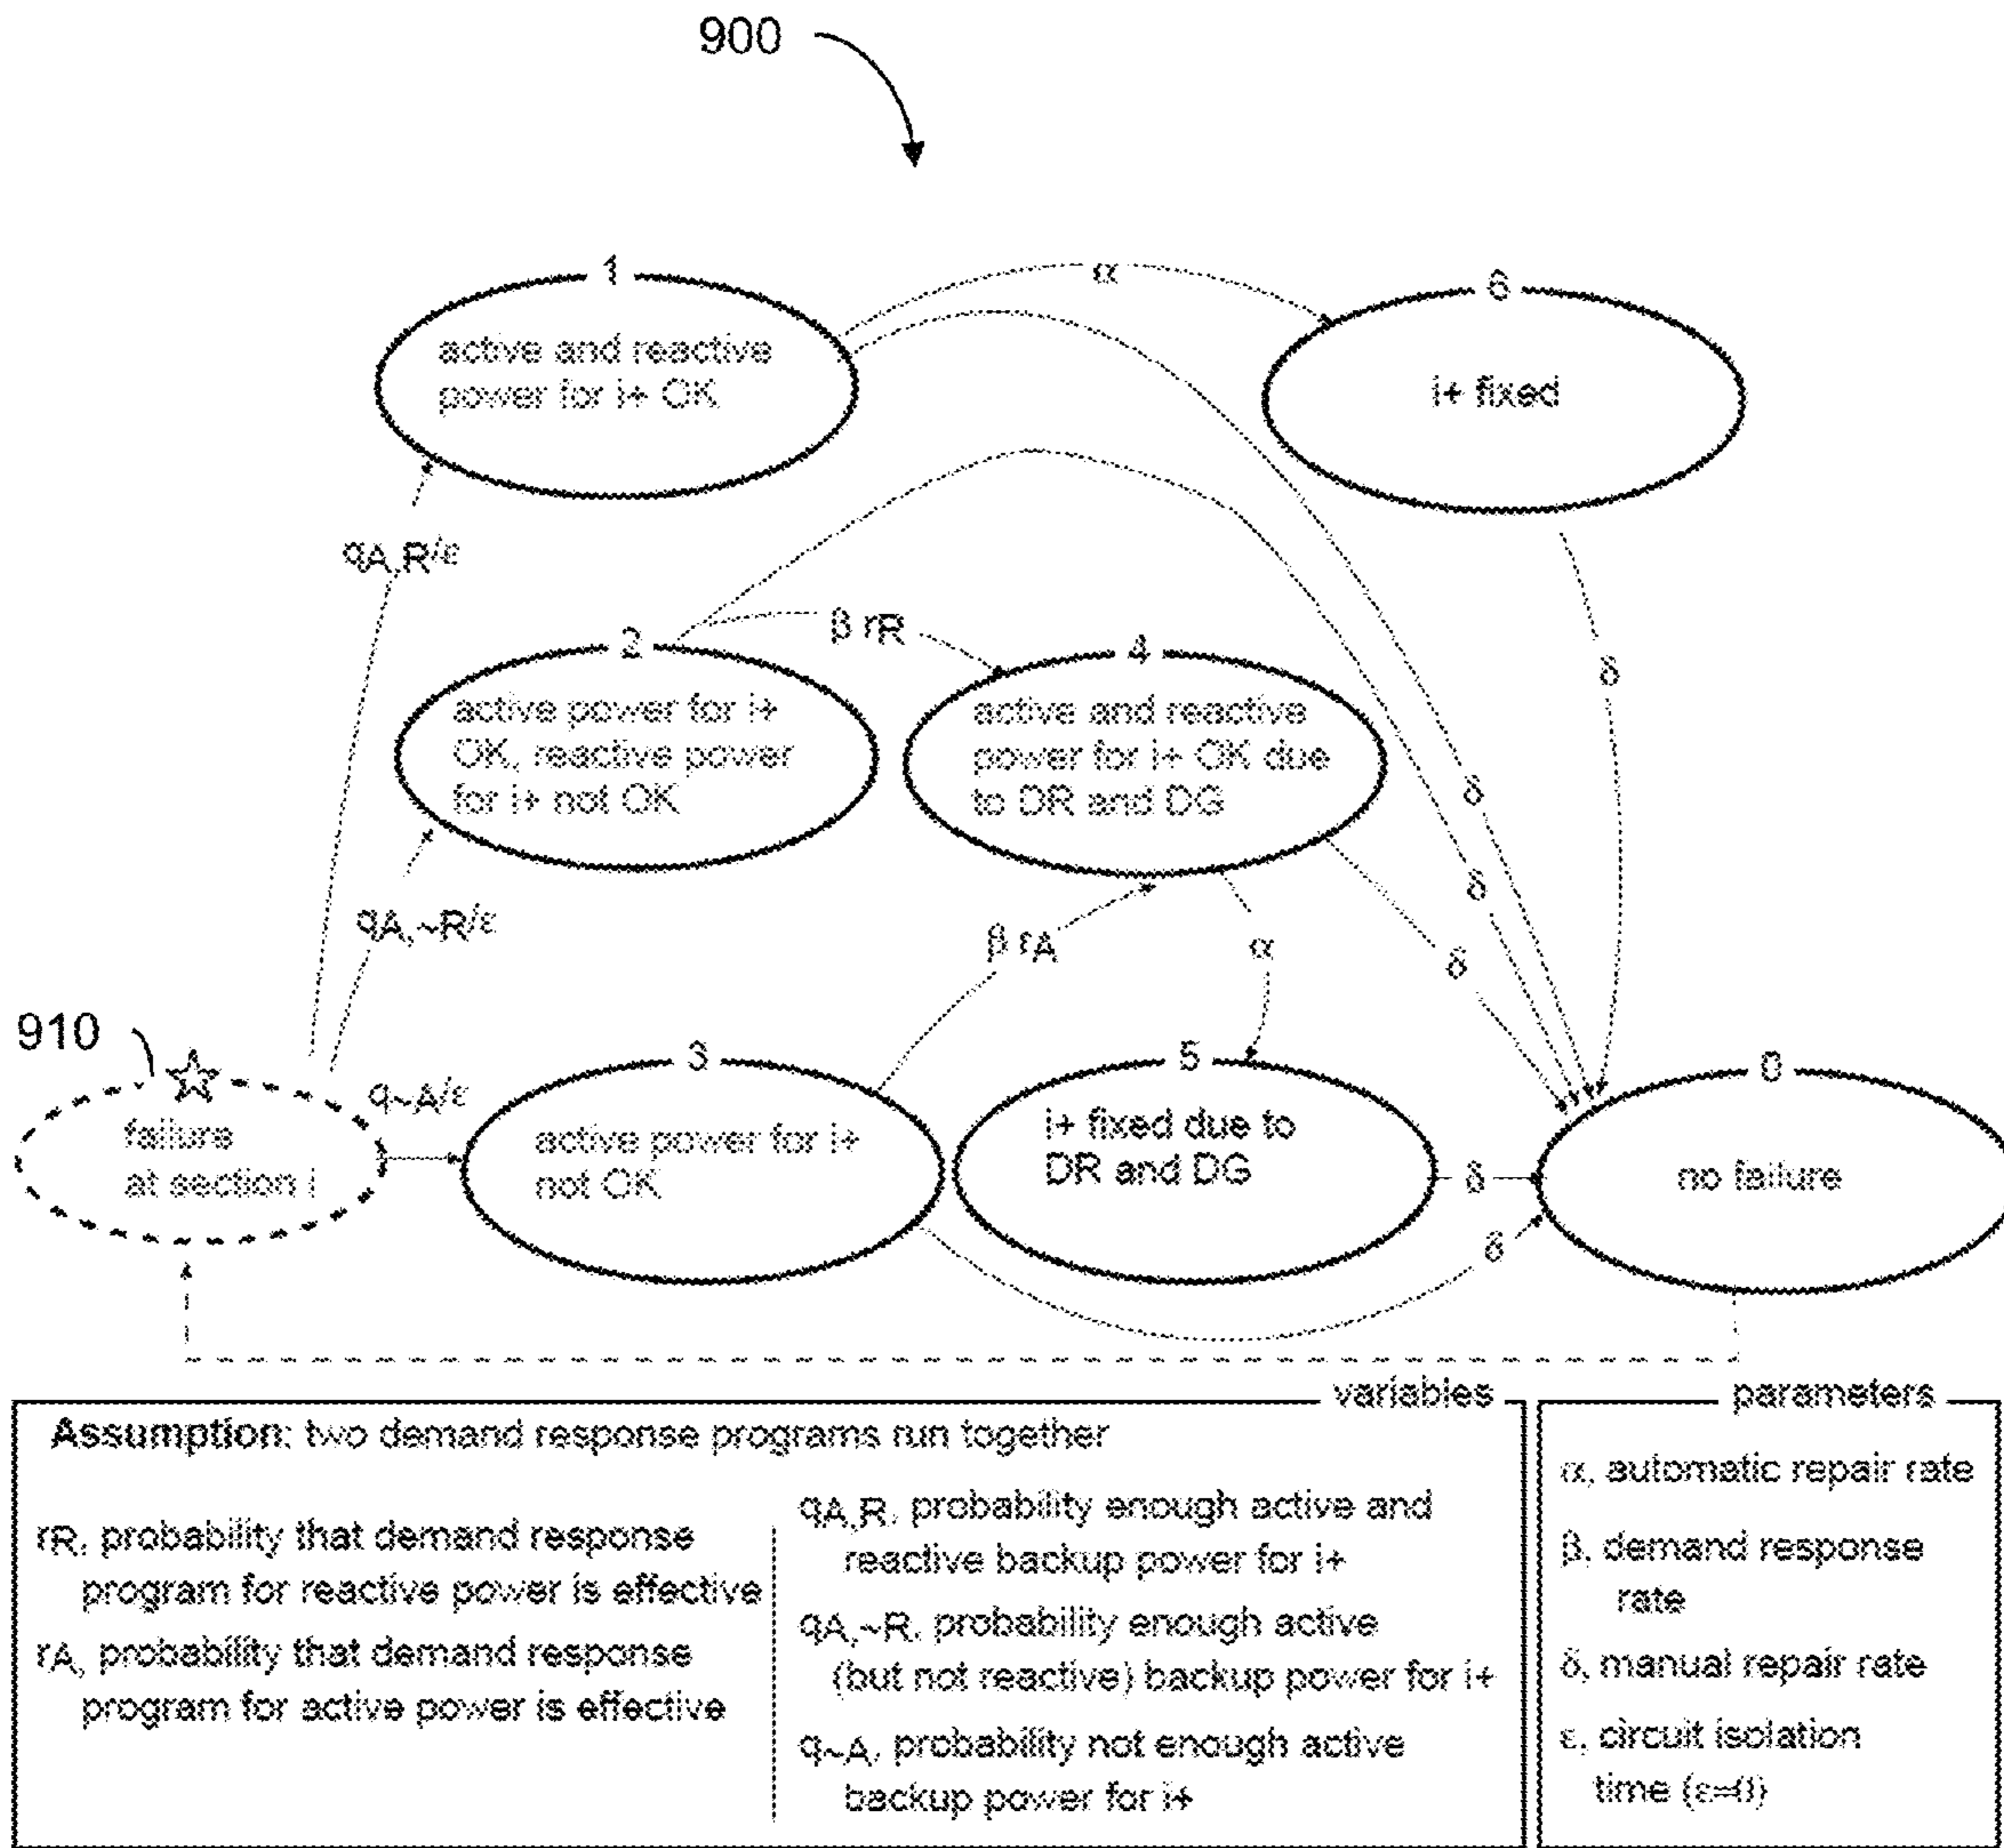 900
1
active and reactive
power for i+ OK
α
6
i+ fixed
qA,R/ε
2
active power for i+
OK, reactive power
for i+ not OK
β rR
4
active and reactive
power for i+ OK due
to DR and DG
δ
δ
δ
δ
qA,~R/ε
β rA
α
910
failure
at section i
q~A/ε
3
active power for i+
not OK
5
i+ fixed due to
DR and DG
δ
δ
0
no failure
variables
Assumption: two demand response programs run together
rR, probability that demand response
program for reactive power is effective
rA, probability that demand response
program for active power is effective
qA,R, probability enough active and
reactive backup power for i+
qA,~R, probability enough active
(but not reactive) backup power for i+
q~A, probability not enough active
backup power for i+
parameters
α, automatic repair rate
β, demand response
rate
δ, manual repair rate
ε, circuit isolation
time (ε=0)